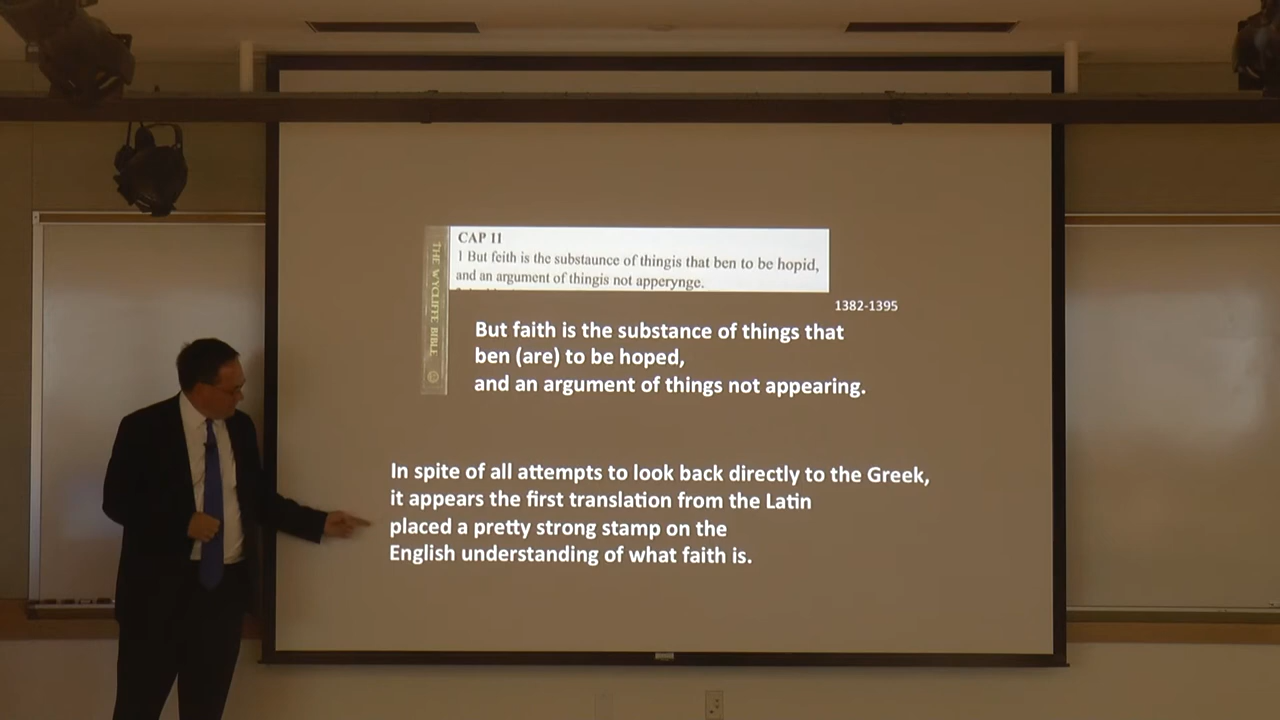 CAP 11
1 But feith is the substaunce of thingis that ben to be hopid,
and an argument of thingis not apperynge.
THE WYCLIFFE BIBLE
1382-1395
But faith is the substance of things that
ben (are) to be hoped,
and an argument of things not appearing.
In spite of all attempts to look back directly to the Greek,
it appears the first translation from the Latin
placed a pretty strong stamp on the
English understanding of what faith is.